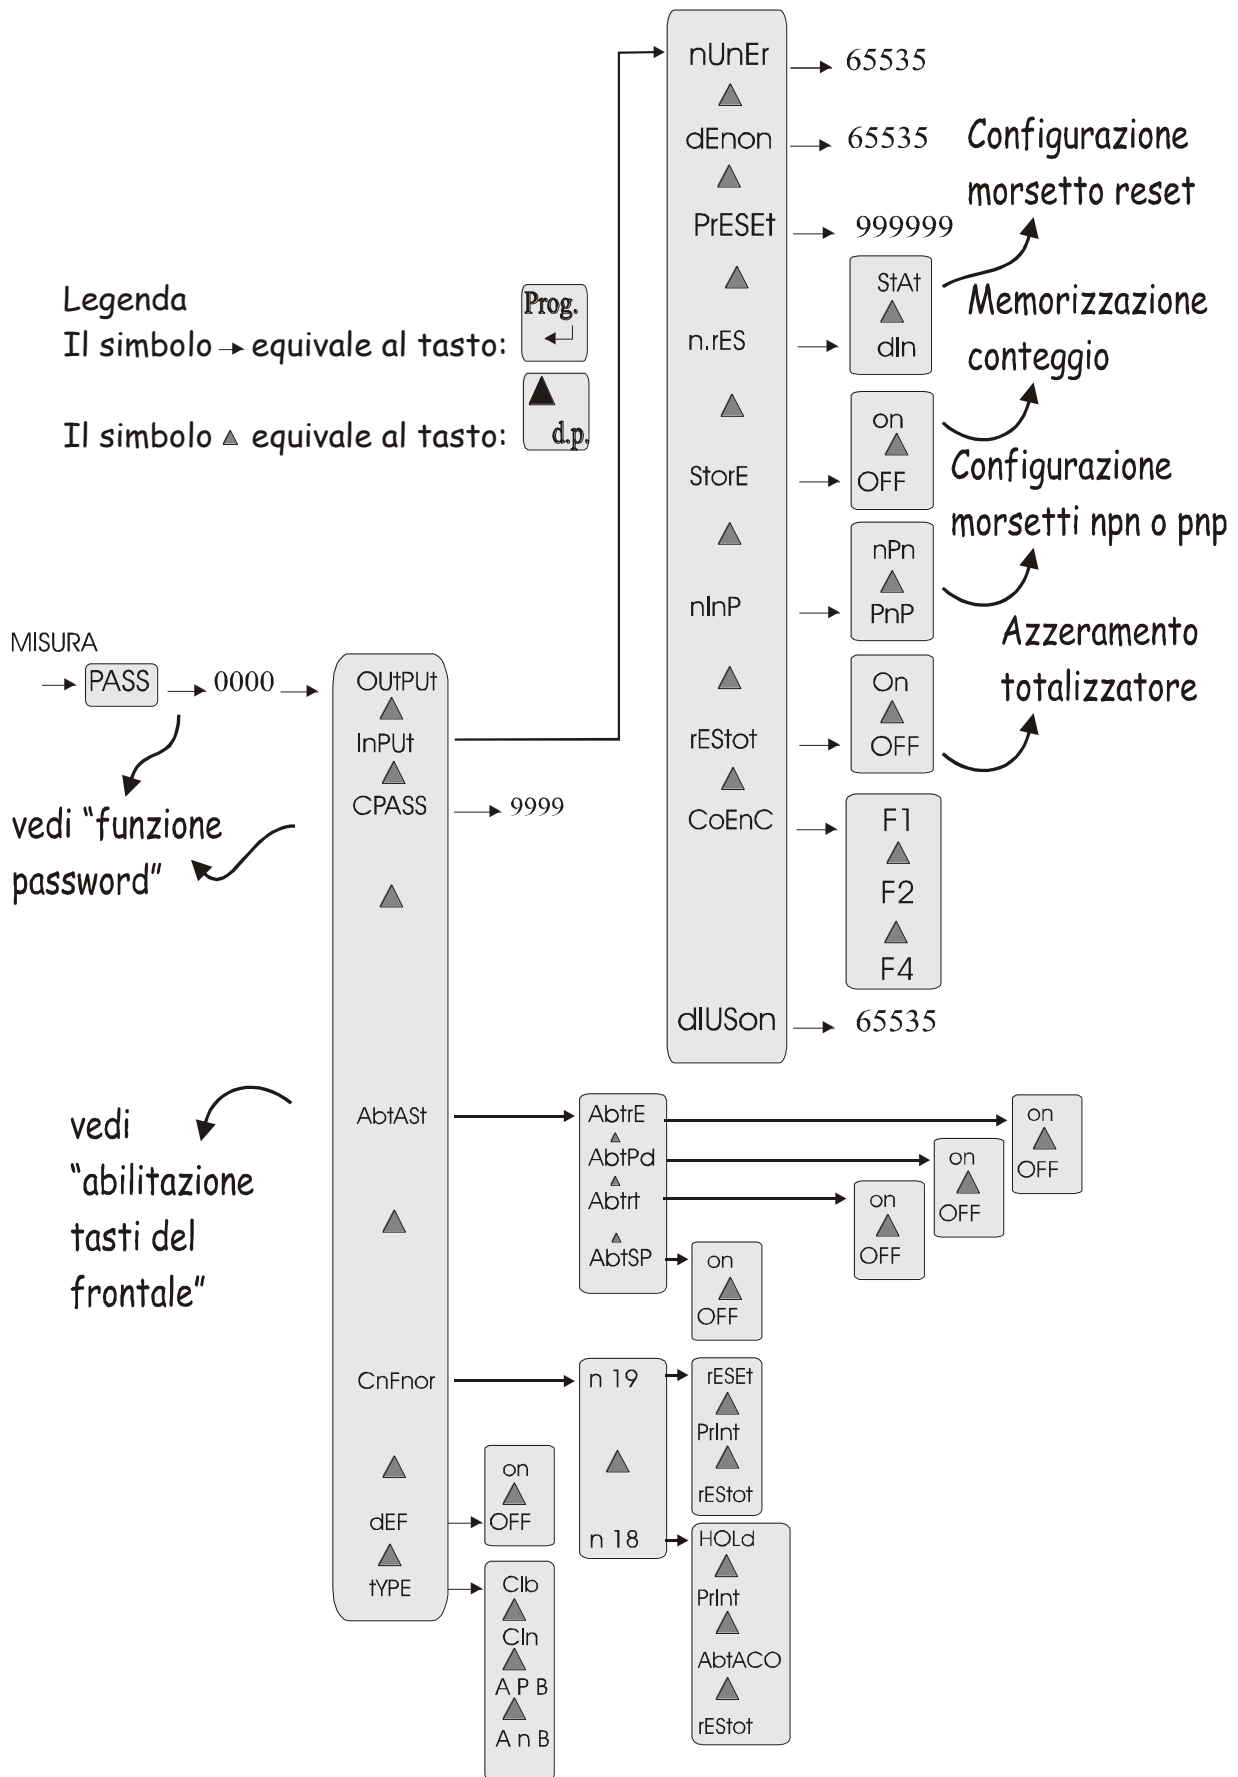 nUnEr
65535
dEnon
65535
Configurazione
morsetto reset
PrESEt
999999
StAt
dIn
n.rES
Memorizzazione
conteggio
Legenda
Il simbolo → equivale al tasto:
Prog.
Il simbolo ▲ equivale al tasto:
d.p.
on
OFF
StorE
Configurazione
morsetti npn o pnp
nPn
PnP
nInP
Azzeramento
totalizzatore
On
OFF
rEStot
CoEnC
F1
F2
F4
dIUSon
65535
MISURA
PASS
0000
OUtPUt
InPUt
CPASS
9999
vedi "funzione
password"
AbtASt
vedi
"abilitazione
tasti del
frontale"
AbtrE
on
OFF
AbtPd
on
OFF
Abtrt
on
OFF
AbtSP
on
OFF
CnFnor
n 19
rESEt
PrInt
rEStot
n 18
HOLd
PrInt
AbtACO
rEStot
dEF
on
OFF
tYPE
CIb
CIn
A P B
A n B